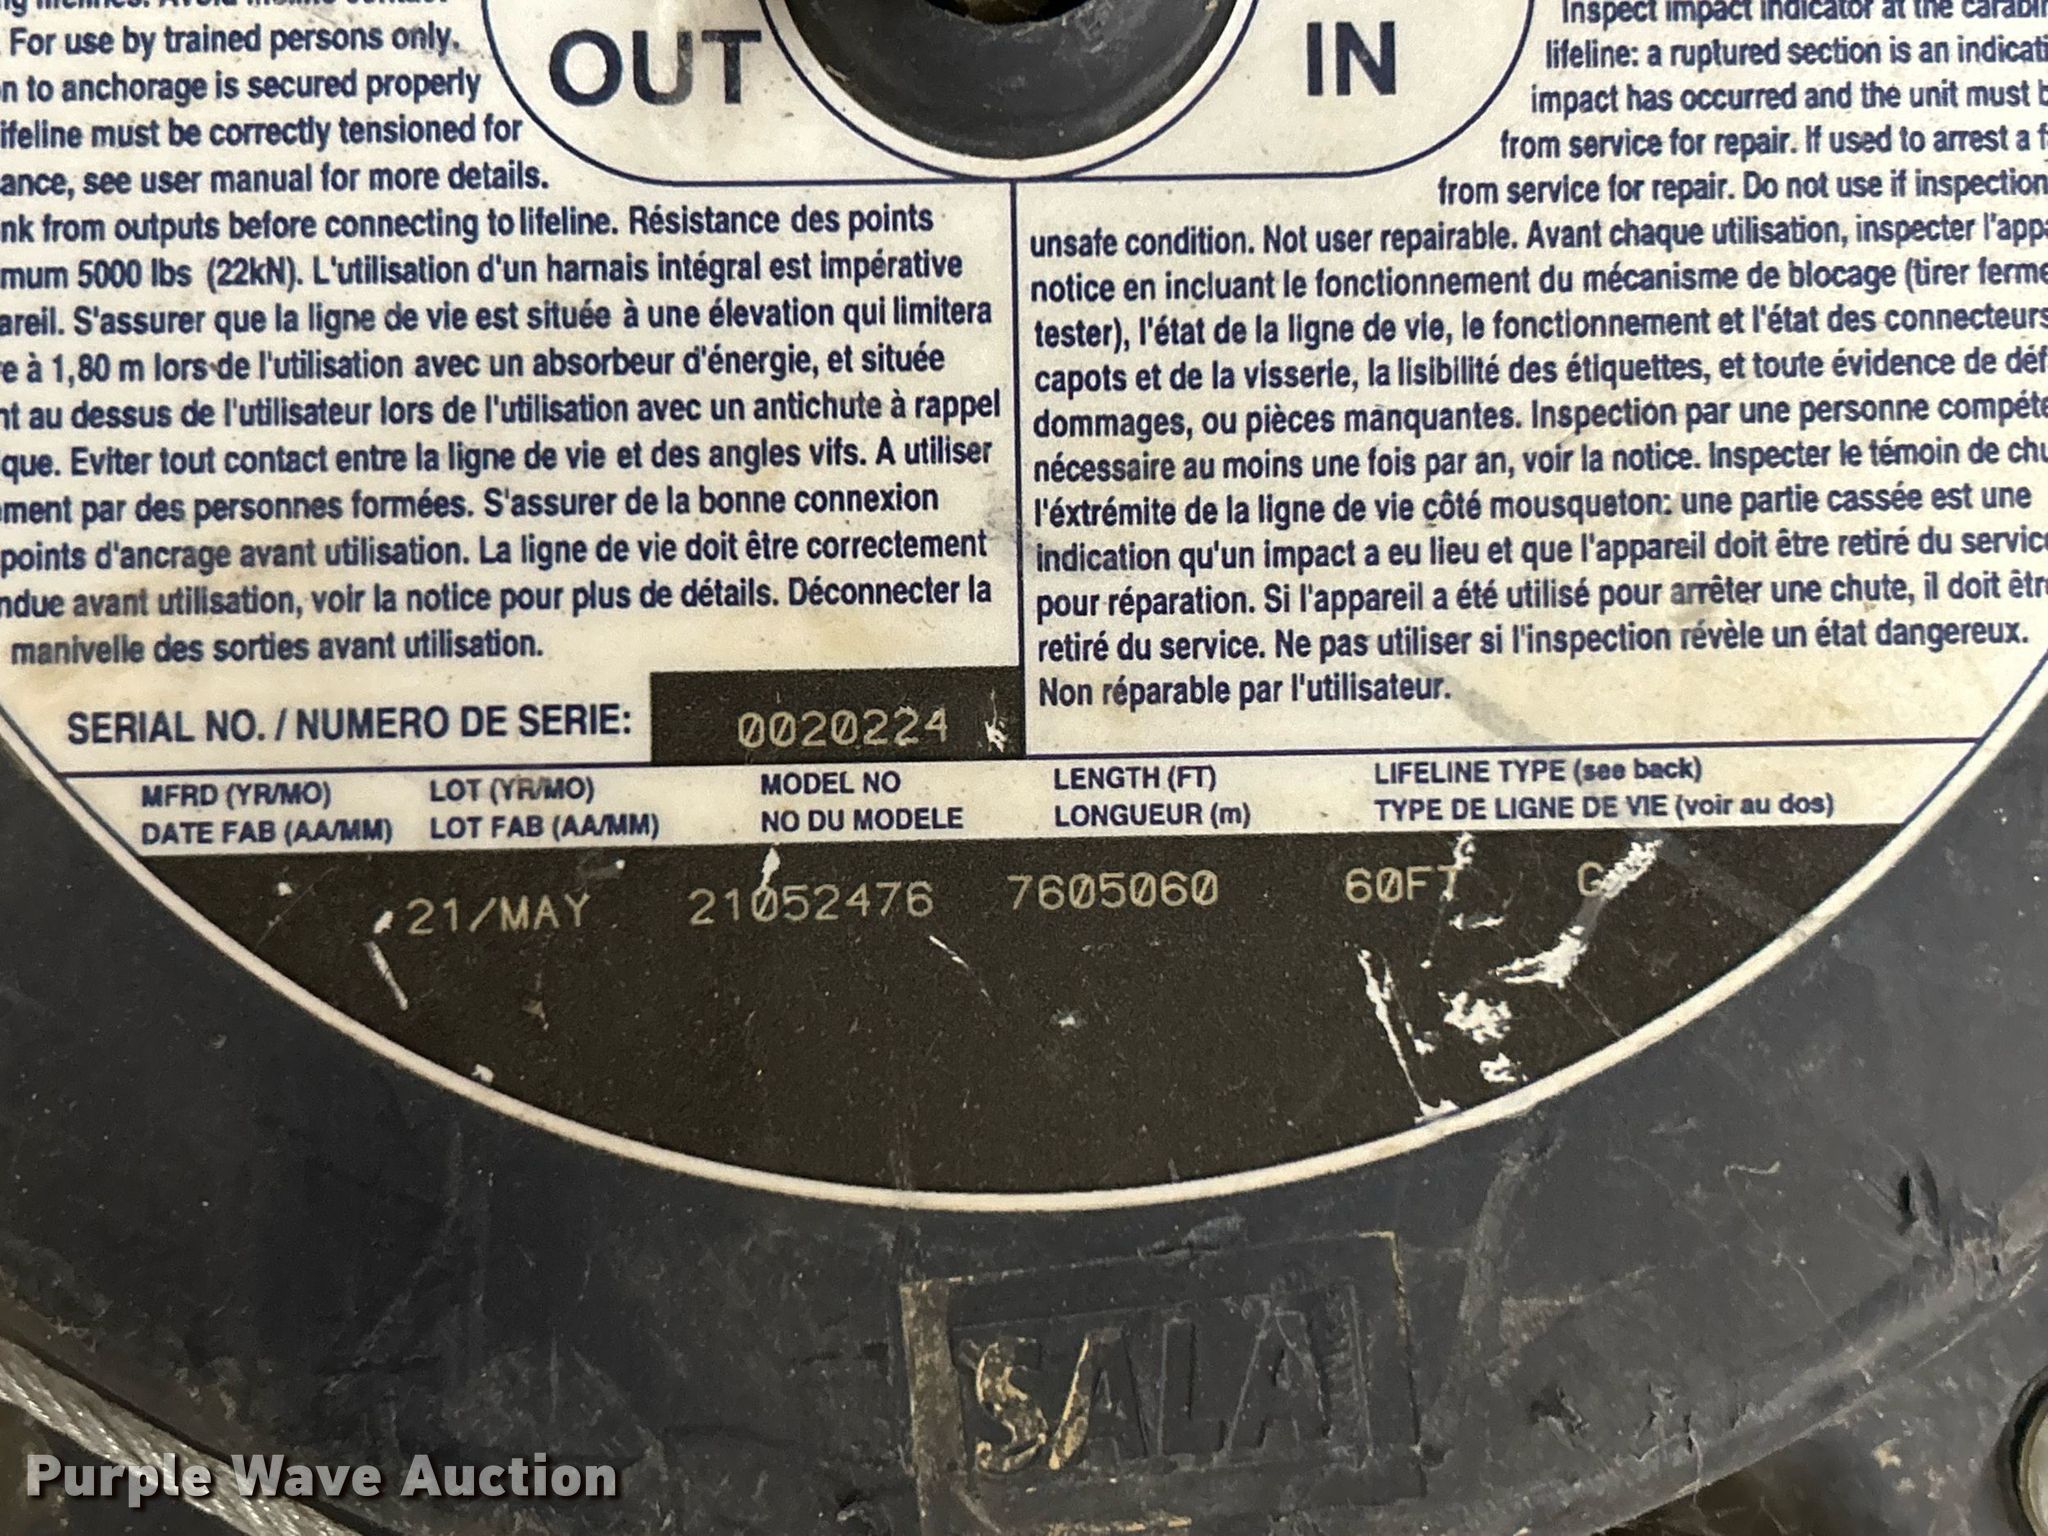 OUT
IN
For use by trained persons only.
n to anchorage is secured properly
ifeline must be correctly tensioned for
ance, see user manual for more details.
nk from outputs before connecting to lifeline. Résistance des points
mum 5000 lbs (22kN). L'utilisation d'un harnais intégral est impérative
areil. S'assurer que la ligne de vie est située à une élevation qui limitera
e à 1,80 m lors de l'utilisation avec un absorbeur d'énergie, et située
nt au dessus de l'utilisateur lors de l'utilisation avec un antichute à rappel
que. Eviter tout contact entre la ligne de vie et des angles vifs. A utiliser
ment par des personnes formées. S'assurer de la bonne connexion
points d'ancrage avant utilisation. La ligne de vie doit être correctement
ndue avant utilisation, voir la notice pour plus de détails. Déconnecter la
manivelle des sorties avant utilisation.
Inspect impact indicator at the carabin
lifeline: a ruptured section is an indicati
impact has occurred and the unit must b
from service for repair. If used to arrest a f
from service for repair. Do not use if inspection
unsafe condition. Not user repairable. Avant chaque utilisation, inspecter l'appa
notice en incluant le fonctionnement du mécanisme de blocage (tirer ferme
tester), l'état de la ligne de vie, le fonctionnement et l'état des connecteurs
capots et de la visserie, la lisibilité des étiquettes, et toute évidence de déf
dommages, ou pièces manquantes. Inspection par une personne compéte
nécessaire au moins une fois par an, voir la notice. Inspecter le témoin de chu
l'éxtrémite de la ligne de vie côté mousqueton: une partie cassée est une
indication qu'un impact a eu lieu et que l'appareil doit être retiré du service
pour réparation. Si l'appareil a été utilisé pour arrêter une chute, il doit êtr
retiré du service. Ne pas utiliser si l'inspection révèle un état dangereux.
Non réparable par l'utilisateur.
SERIAL NO. / NUMERO DE SERIE: 0020224
MFRD (YR/MO) LOT (YR/MO) MODEL NO LENGTH (FT) LIFELINE TYPE (see back)
DATE FAB (AA/MM) LOT FAB (AA/MM) NO DU MODELE LONGUEUR (m) TYPE DE LIGNE DE VIE (voir au dos)
21/MAY 21052476 7605060 60FT G
SALA
Purple Wave Auction